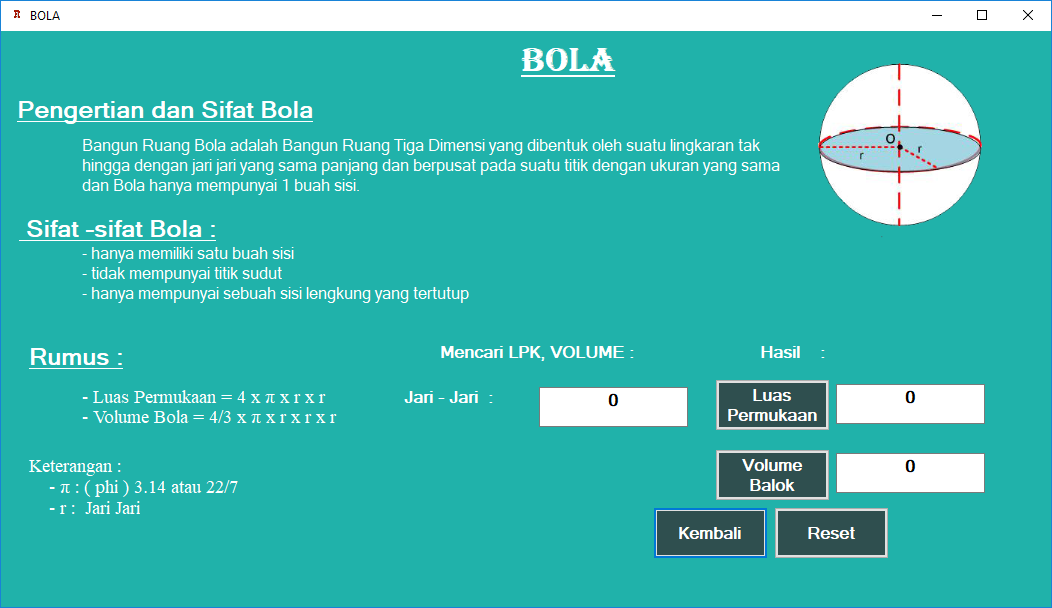 BOLA
BOLA
Pengertian dan Sifat Bola
Bangun Ruang Bola adalah Bangun Ruang Tiga Dimensi yang dibentuk oleh suatu lingkaran tak
hingga dengan jari jari yang sama panjang dan berpusat pada suatu titik dengan ukuran yang sama
dan Bola hanya mempunyai 1 buah sisi.
O
r
r
Sifat -sifat Bola :
- hanya memiliki satu buah sisi
- tidak mempunyai titik sudut
- hanya mempunyai sebuah sisi lengkung yang tertutup
Rumus :
- Luas Permukaan = 4 x π x r x r
- Volume Bola = 4/3 x π x r x r x r
Keterangan :
- π : ( phi ) 3.14 atau 22/7
- r : Jari Jari
Mencari LPK, VOLUME :
Hasil :
Jari - Jari :
0
Luas
Permukaan
0
Volume
Balok
0
Kembali
Reset